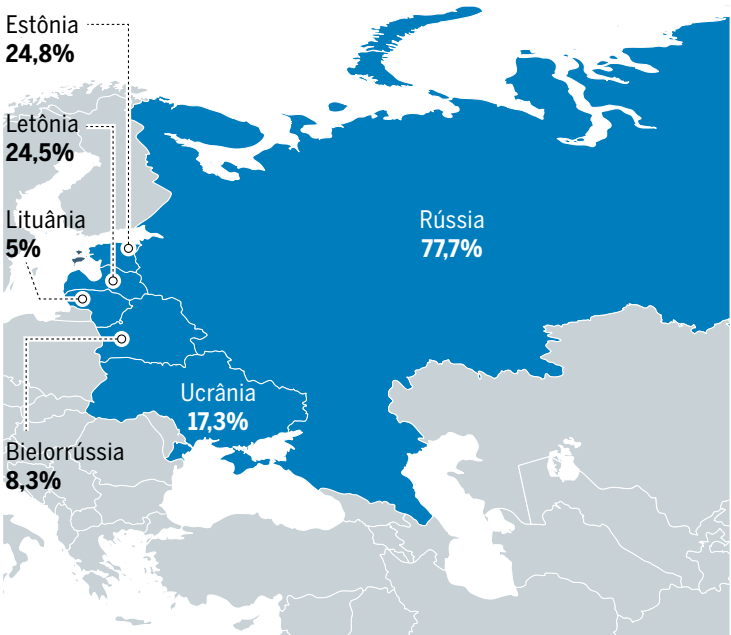 Estônia
24,8%
Letônia
24,5%
Lituânia
5%
Rússia
77,7%
Ucrânia
17,3%
Bielorrússia
8,3%